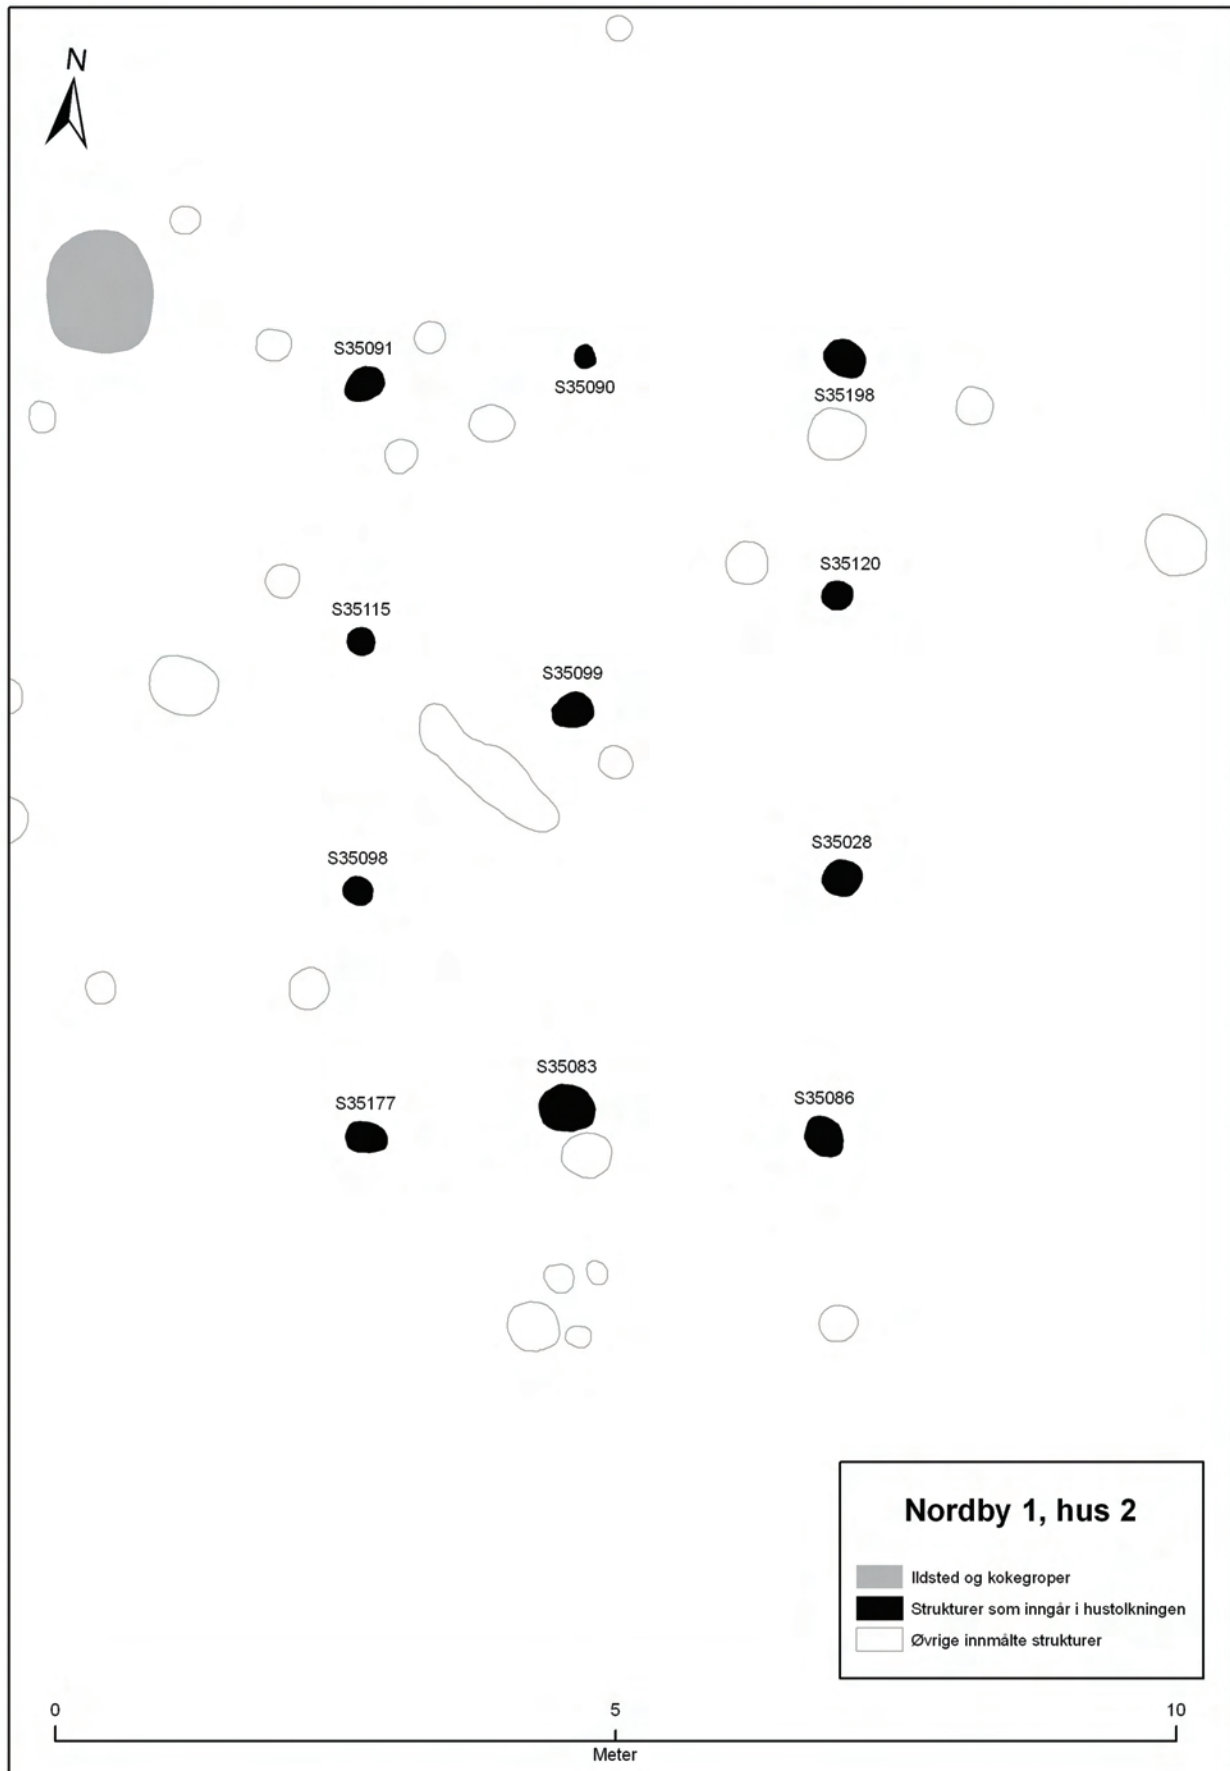 N
S35091
S35090
S35198
S35120
S35115
S35099
S35028
S35098
S35083
S35177
S35086
Nordby 1, hus 2
Ildsted og kokegroper
Strukturer som inngår i hustolkningen
Øvrige innmålte strukturer
0 5 10
Meter